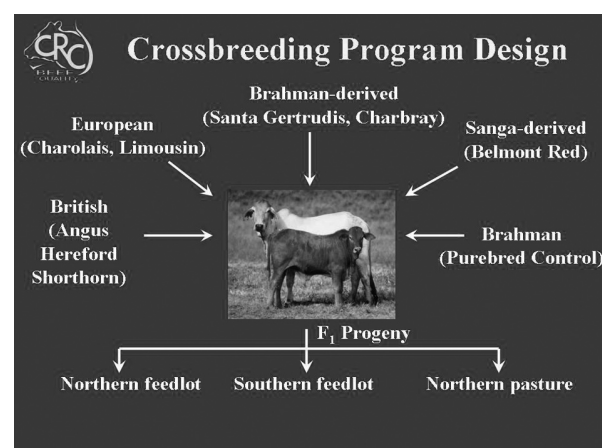 CRC
BEEF
QUALITY
Crossbreeding Program Design
Brahman-derived
(Santa Gertrudis, Charbray)
European
(Charolais, Limousin)
Sanga-derived
(Belmont Red)
British
(Angus
Hereford
Shorthorn)
Brahman
(Purebred Control)
F₁ Progeny
Northern feedlot
Southern feedlot
Northern pasture